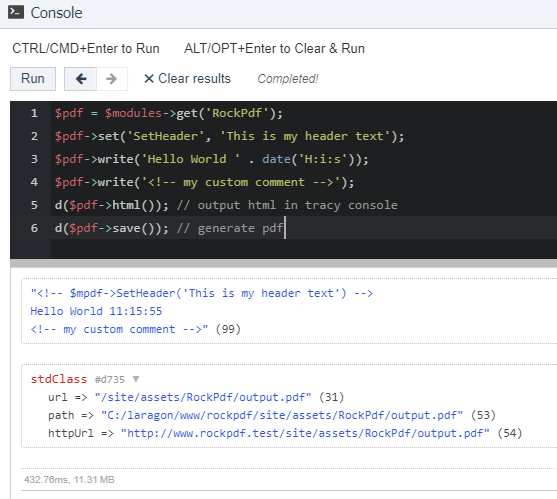 Console
CTRL/CMD+Enter to Run ALT/OPT+Enter to Clear & Run
Run Clear results Completed!
1 $pdf = $modules->get('RockPdf');
2 $pdf->set('SetHeader', 'This is my header text');
3 $pdf->write('Hello World ' . date('H:i:s'));
4 $pdf->write('<!-- my custom comment -->');
5 d($pdf->html()); // output html in tracy console
6 d($pdf->save()); // generate pdf
"<!-- $mpdf->SetHeader('This is my header text') -->
Hello World 11:15:55
<!-- my custom comment -->" (99)
stdClass #d735 ▼
url => "/site/assets/RockPdf/output.pdf" (31)
path => "C:/laragon/www/rockpdf/site/assets/RockPdf/output.pdf" (53)
httpUrl => "http://www.rockpdf.test/site/assets/RockPdf/output.pdf" (54)
432.76ms, 11.31 MB